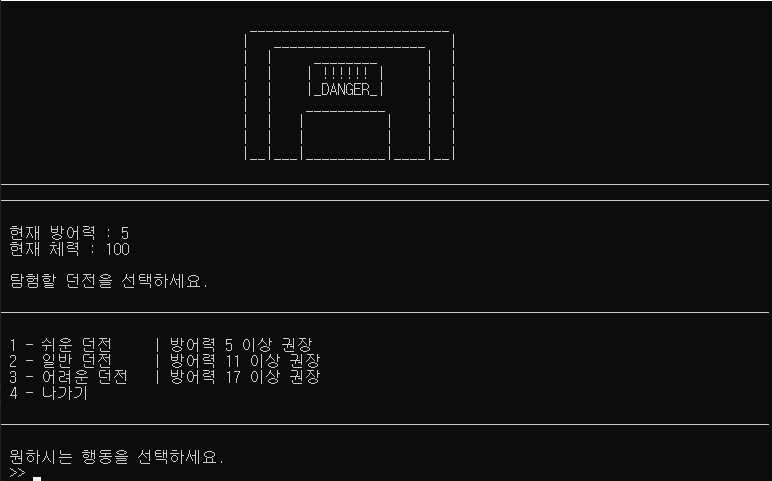 !!!!!!
_DANGER_
현재 방어력 : 5
현재 체력 : 100
탐험할 던전을 선택하세요.
1 - 쉬운 던전 | 방어력 5 이상 권장
2 - 일반 던전 | 방어력 11 이상 권장
3 - 어려운 던전 | 방어력 17 이상 권장
4 - 나가기
원하시는 행동을 선택하세요.
>>